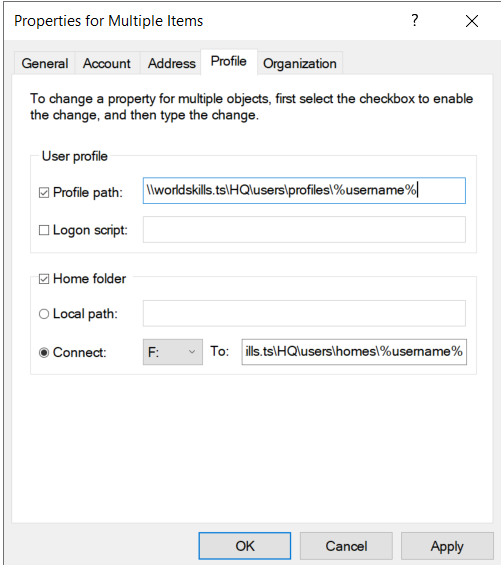 Properties for Multiple Items ?
General Account Address Profile Organization
To change a property for multiple objects, first select the checkbox to enable
the change, and then type the change.
User profile
Profile path: \\worldskills.ts\HQ\users\profiles\%username%
Logon script:
Home folder
Local path:
Connect: F: To: ills.ts\HQ\users\homes\%username%
OK Cancel Apply